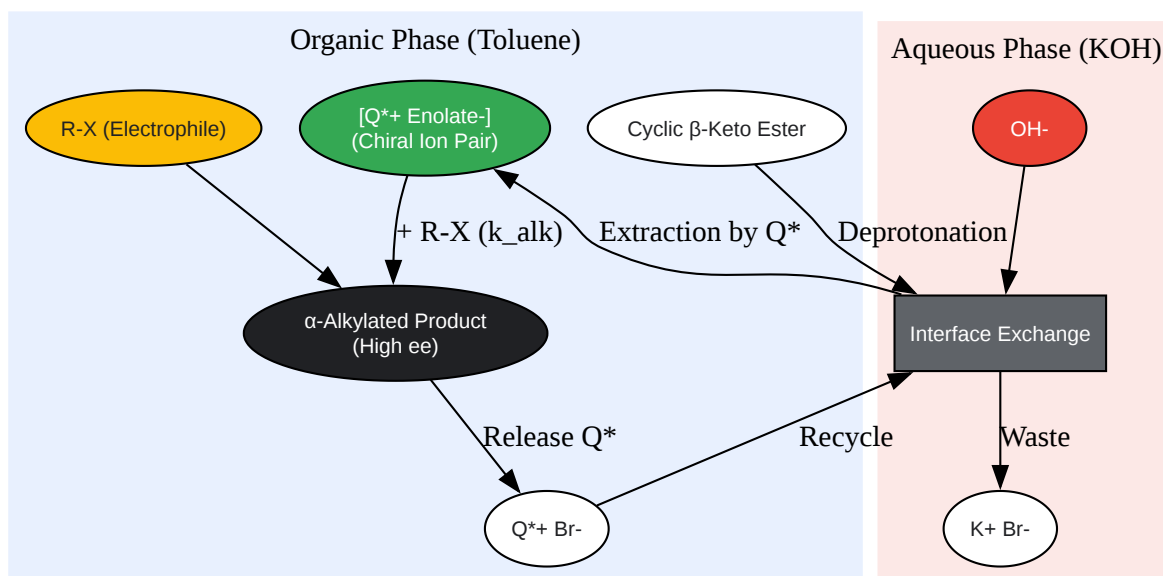 Organic Phase (Toluene)
Aqueous Phase (KOH)
R-X (Electrophile)
[Q*+ Enolate-]
(Chiral Ion Pair)
Cyclic β-Keto Ester
OH-
+ R-X (k_alk)
Extraction by Q*
Deprotonation
α-Alkylated Product
(High ee)
Interface Exchange
Release Q*
Recycle
Waste
Q*+ Br-
K+ Br-